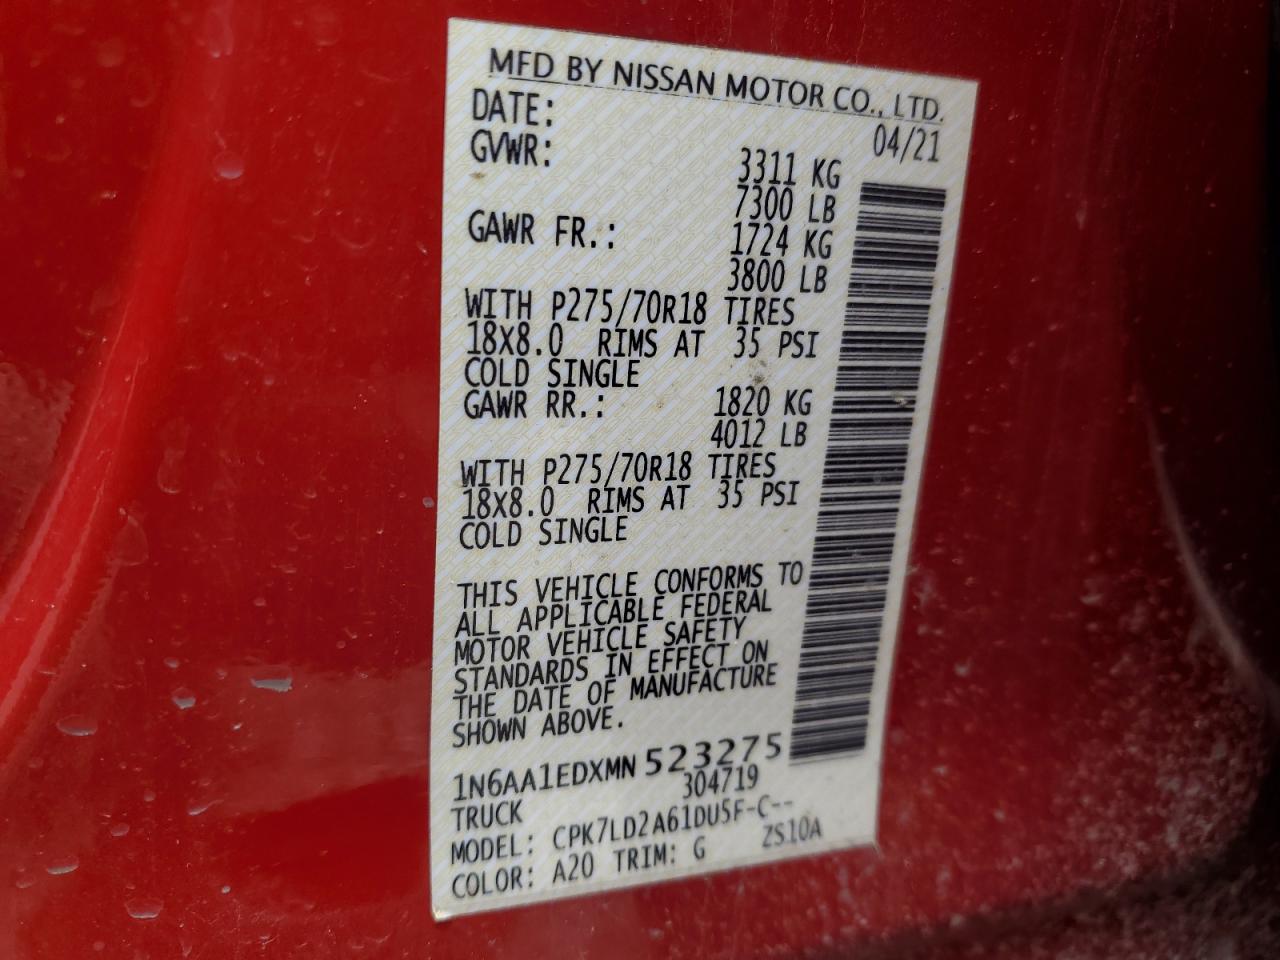 MFD BY NISSAN MOTOR CO., LTD.
DATE: 04/21
GVWR: 3311 KG
7300 LB
GAWR FR.: 1724 KG
3800 LB
WITH P275/70R18 TIRES
18X8.0 RIMS AT 35 PSI
COLD SINGLE
GAWR RR.: 1820 KG
4012 LB
WITH P275/70R18 TIRES
18X8.0 RIMS AT 35 PSI
COLD SINGLE
THIS VEHICLE CONFORMS TO
ALL APPLICABLE FEDERAL
MOTOR VEHICLE SAFETY
STANDARDS IN EFFECT ON
THE DATE OF MANUFACTURE
SHOWN ABOVE.
1N6AA1EDXMN523275
TRUCK 304719
MODEL: CPK7LD2A61DU5F-C--
COLOR: A20 TRIM: G ZS10A